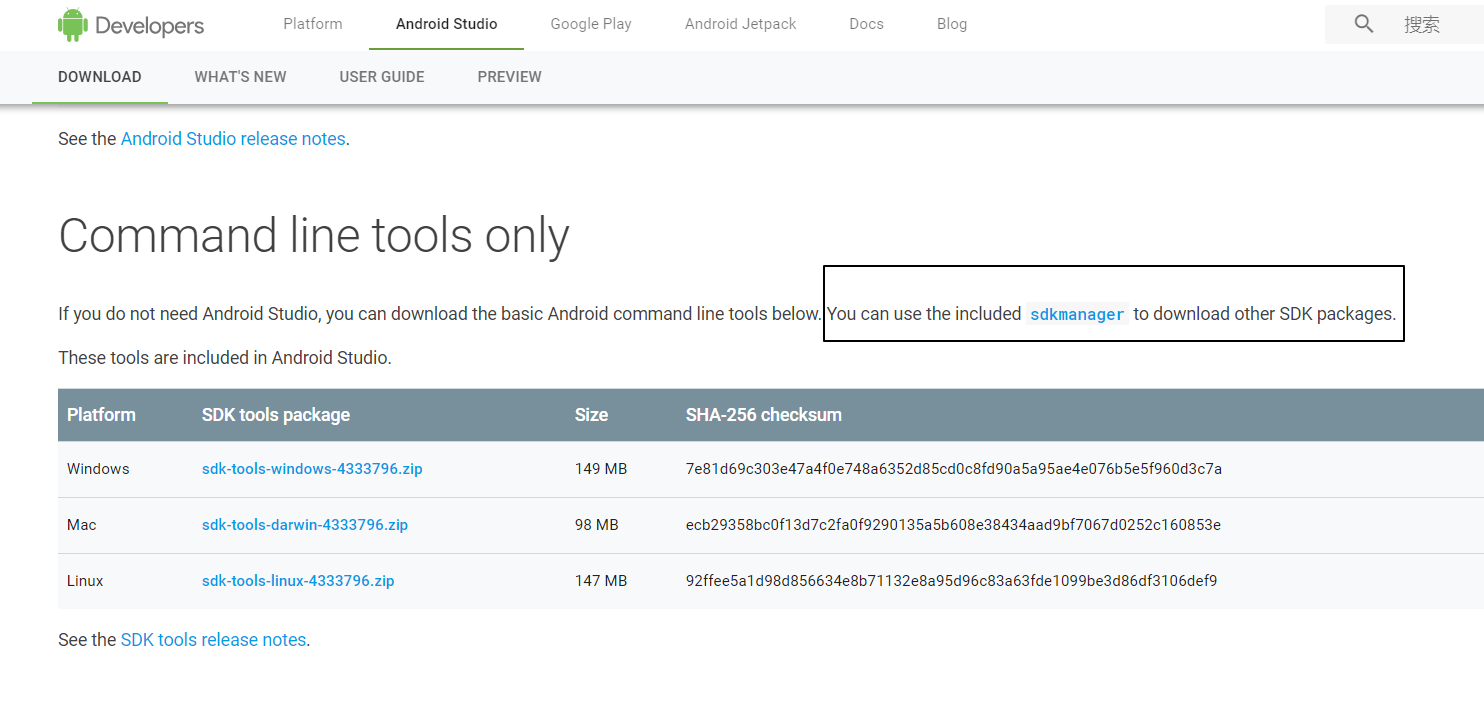 Developers Platform Android Studio Google Play Android Jetpack Docs Blog 搜索
DOWNLOAD WHAT'S NEW USER GUIDE PREVIEW
See the Android Studio release notes.
Command line tools only
If you do not need Android Studio, you can download the basic Android command line tools below. You can use the included sdkmanager to download other SDK packages.
These tools are included in Android Studio.
Platform SDK tools package Size SHA-256 checksum
Windows sdk-tools-windows-4333796.zip 149 MB 7e81d69c303e47a4f0e748a6352d85cd0c8fd90a5a95ae4e076b5e5f960d3c7a
Mac sdk-tools-darwin-4333796.zip 98 MB ecb29358bc0f13d7c2fa0f9290135a5b608e38434aad9bf7067d0252c160853e
Linux sdk-tools-linux-4333796.zip 147 MB 92ffee5a1d98d856634e8b71132e8a95d96c83a63fde1099be3d86df3106def9
See the SDK tools release notes.